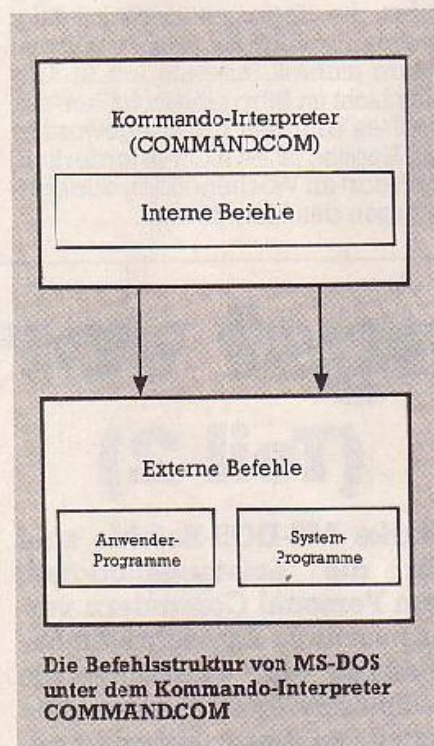 Kommando-Interpreter
(COMMAND.COM)
Interne Befehle
Externe Befehle
Anwender-
Programme
System-
Programme
Die Befehlsstruktur von MS-DOS
unter dem Kommando-Interpreter
COMMAND.COM